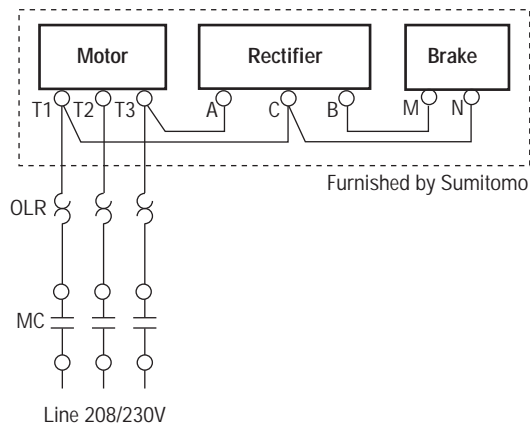 Motor Rectifier Brake
T1 T2 T3 A C B M N
Furnished by Sumitomo
OLR
MC
Line 208/230V